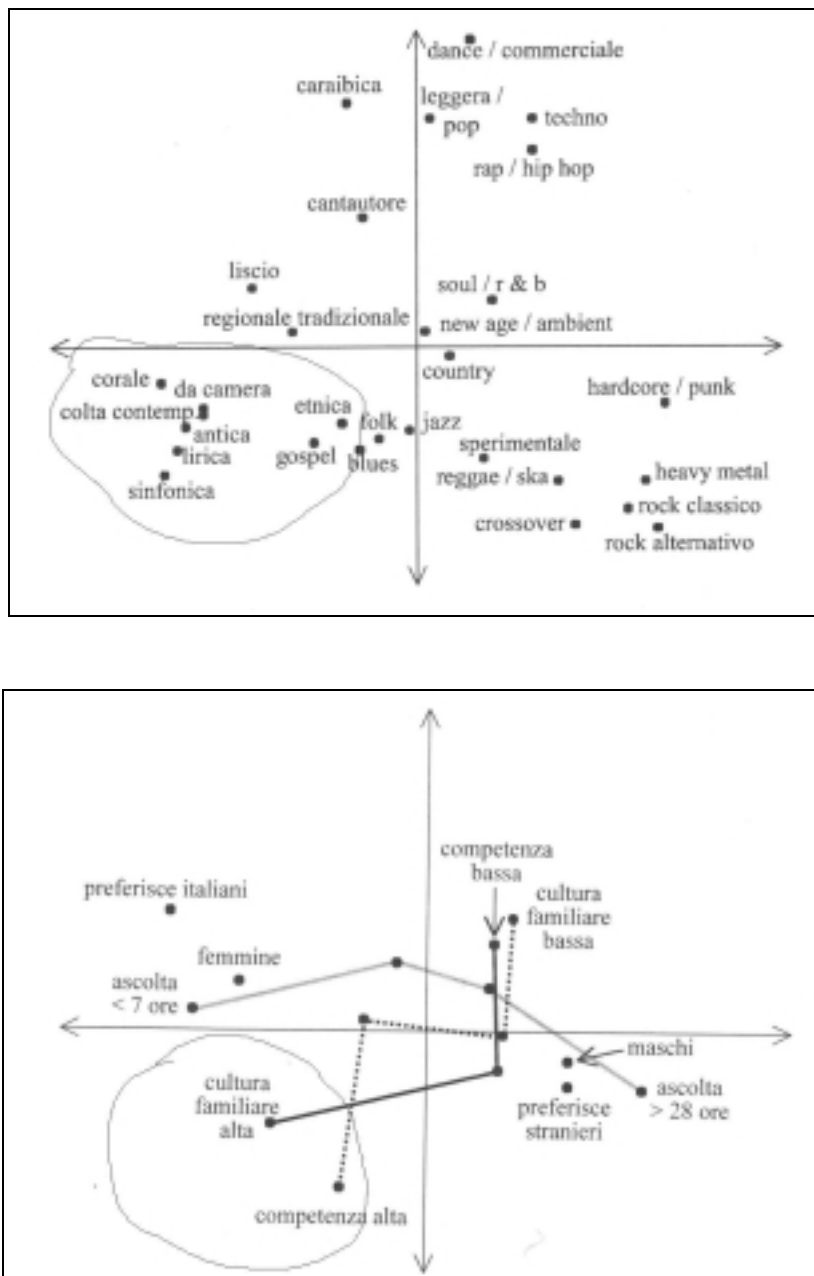 dance / commerciale
caraibica
leggera /
pop
techno
rap / hip hop
cantautore
liscio
soul / r & b
regionale tradizionale
new age / ambient
country
corale
da camera
hardcore / punk
colta contemp.
etnica
folk
jazz
antica
lirica
gospel
blues
sperimentale
sinfonica
reggae / ska
heavy metal
rock classico
crossover
rock alternativo
competenza
bassa
preferisce italiani
cultura
familiare
bassa
femmine
ascolta
< 7 ore
maschi
cultura
familiare
alta
ascolta
> 28 ore
preferisce
stranieri
competenza alta